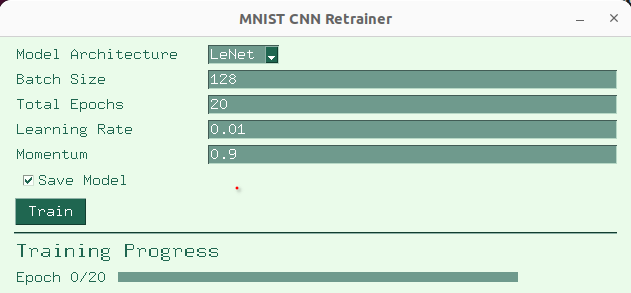 MNIST CNN Retrainer
Model Architecture LeNet
Batch Size 128
Total Epochs 20
Learning Rate 0.01
Momentum 0.9
Save Model
Train
Training Progress
Epoch 0/20